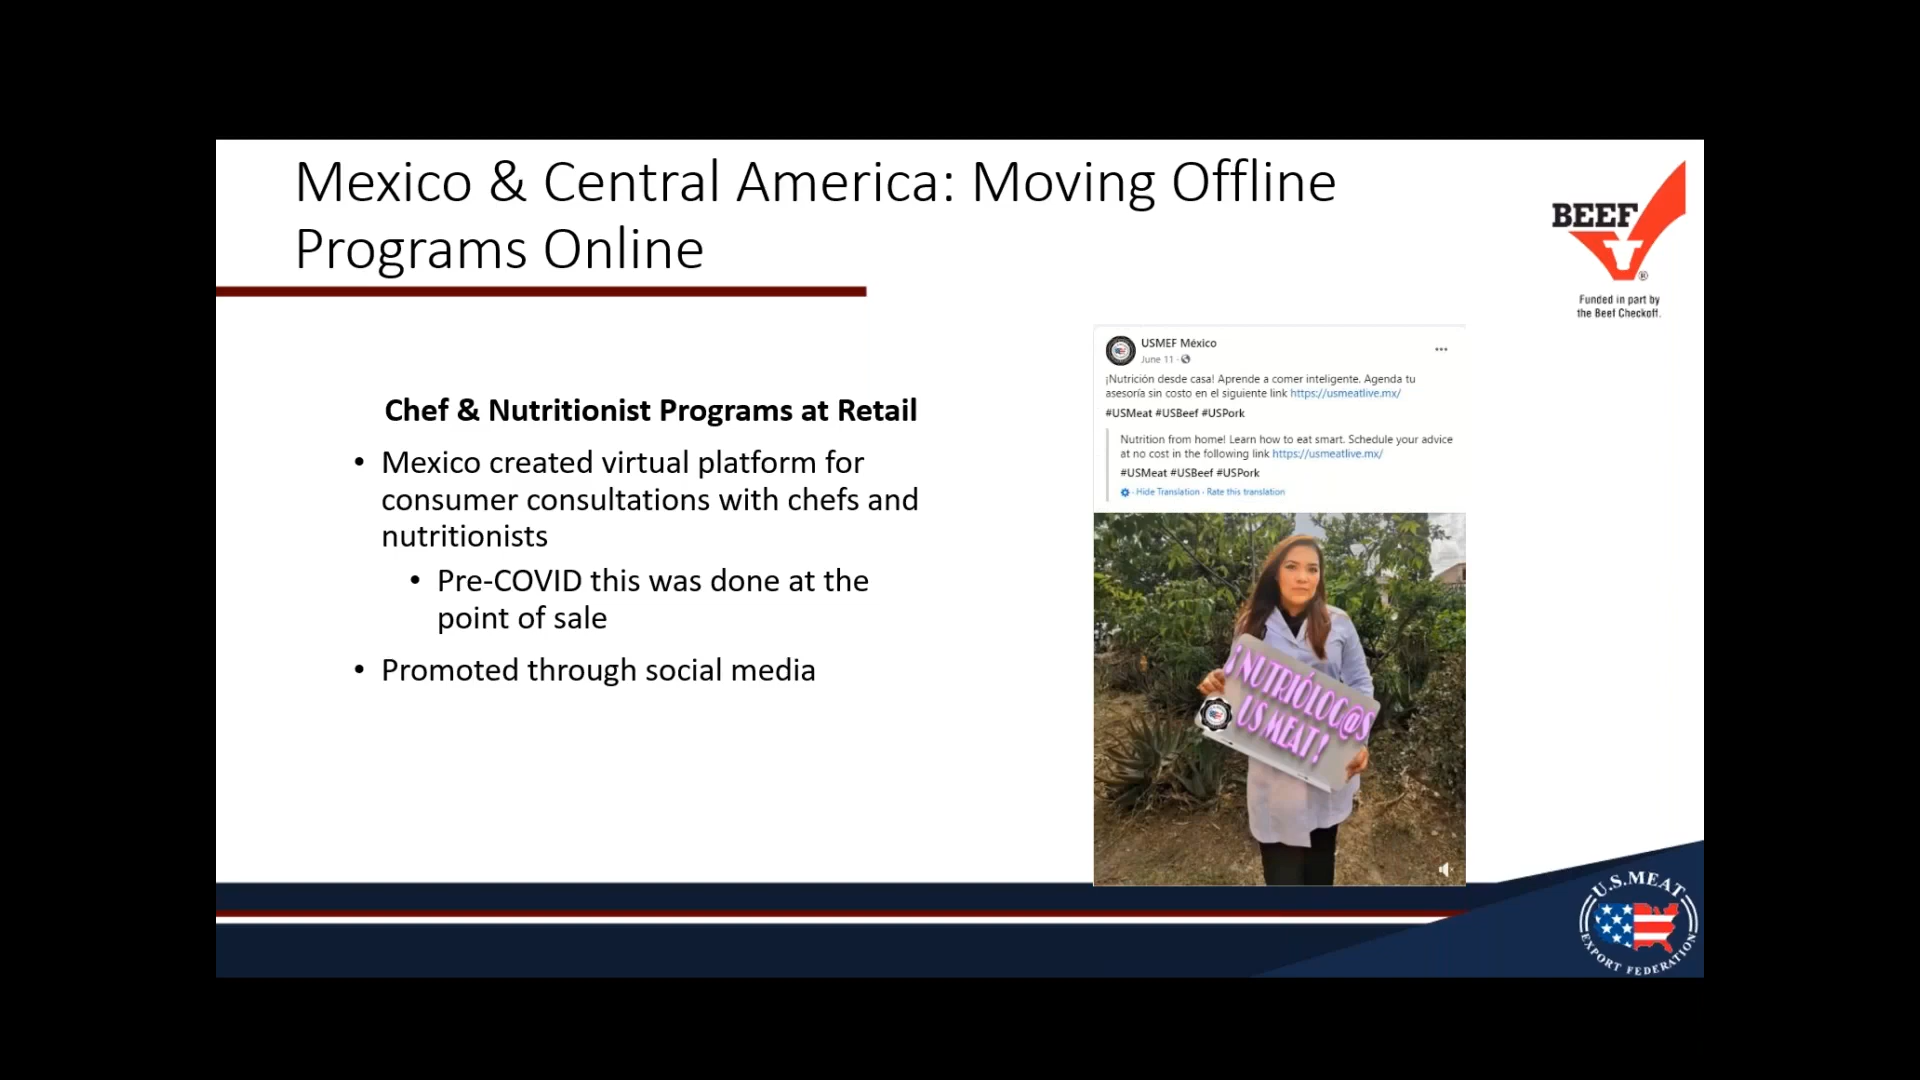 Mexico & Central America: Moving Offline
Programs Online
BEEF
®
Funded in part by
the Beef Checkoff.
Chef & Nutritionist Programs at Retail
• Mexico created virtual platform for
consumer consultations with chefs and
nutritionists
• Pre-COVID this was done at the
point of sale
• Promoted through social media
USMEF México
June 11 ·
¡Nutrición desde casa! Aprende a comer inteligente. Agenda tu
asesoría sin costo en el siguiente link https://usmeatlive.mx/
#USMeat #USBeef #USPork
Nutrition from home! Learn how to eat smart. Schedule your advice
at no cost in the following link https://usmeatlive.mx/
#USMeat #USBeef #USPork
· Hide Translation · Rate this translation
¡NUTRIÓLOG@S
US MEAT!
U.S. MEAT
EXPORT FEDERATION